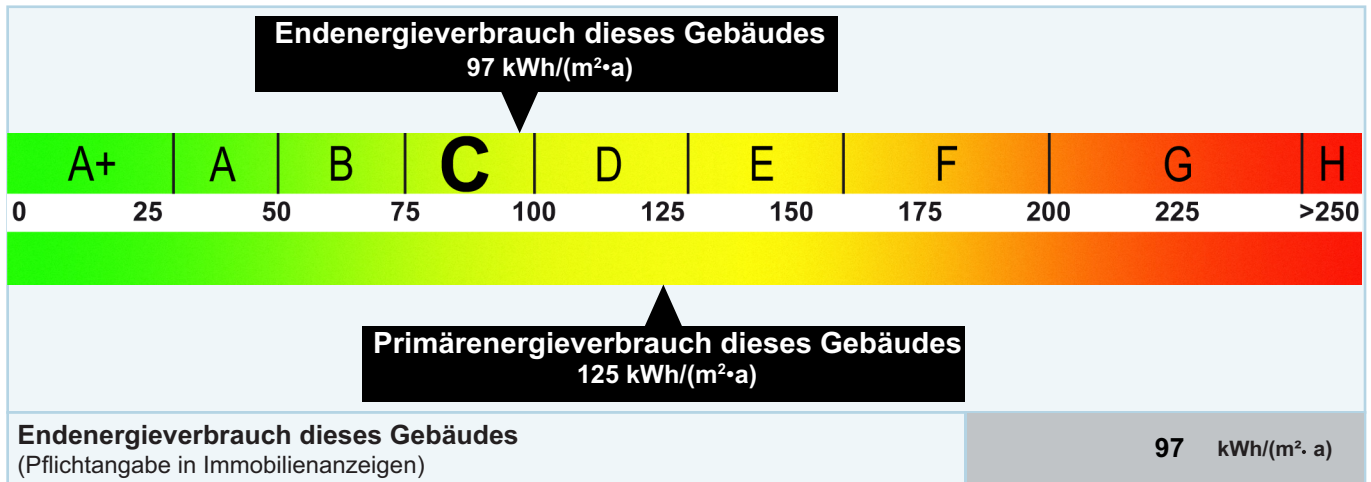 Endenergieverbrauch dieses Gebäudes
97 kWh/(m²•a)
A+ A B C D E F G H
0 25 50 75 100 125 150 175 200 225 >250
Primärenergieverbrauch dieses Gebäudes
125 kWh/(m²•a)
Endenergieverbrauch dieses Gebäudes
(Pflichtangabe in Immobilienanzeigen)
97 kWh/(m²· a)